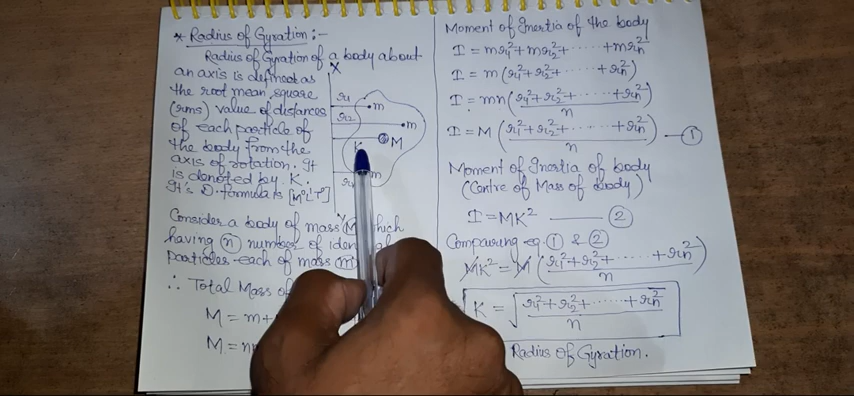 * Radius of Gyration :-
Radius of Gyration of a body about
an axis is defined as
the root mean square
(rms) value of distances
of each particle of
the body from the
axis of rotation. It
is denoted by K.
It's D. formula is [M⁰L¹T⁰]
X
r₁ m
r₂ m
K M
m
Y
Consider a body of mass (M) which
having (n) number of
particles each of mass (m)
∴ Total Mass of
M = m+
M =
Moment of Inertia of the body
I = mr₁²+mr₂²+ ...... +mrn²
I = m(r₁²+r₂²+ ...... +rn²)
I = mn(r₁²+r₂²+ ...... +rn²)/n
I = M(r₁²+r₂²+ ...... +rn²)/n — ①
Moment of Inertia of body
(Centre of Mass of body)
I = MK² — ②
Comparing eq. ① & ②
MK² = M(r₁²+r₂²+ ...... +rn²)/n
K = √(r₁²+r₂²+ ...... +rn²)/n
Radius of Gyration.